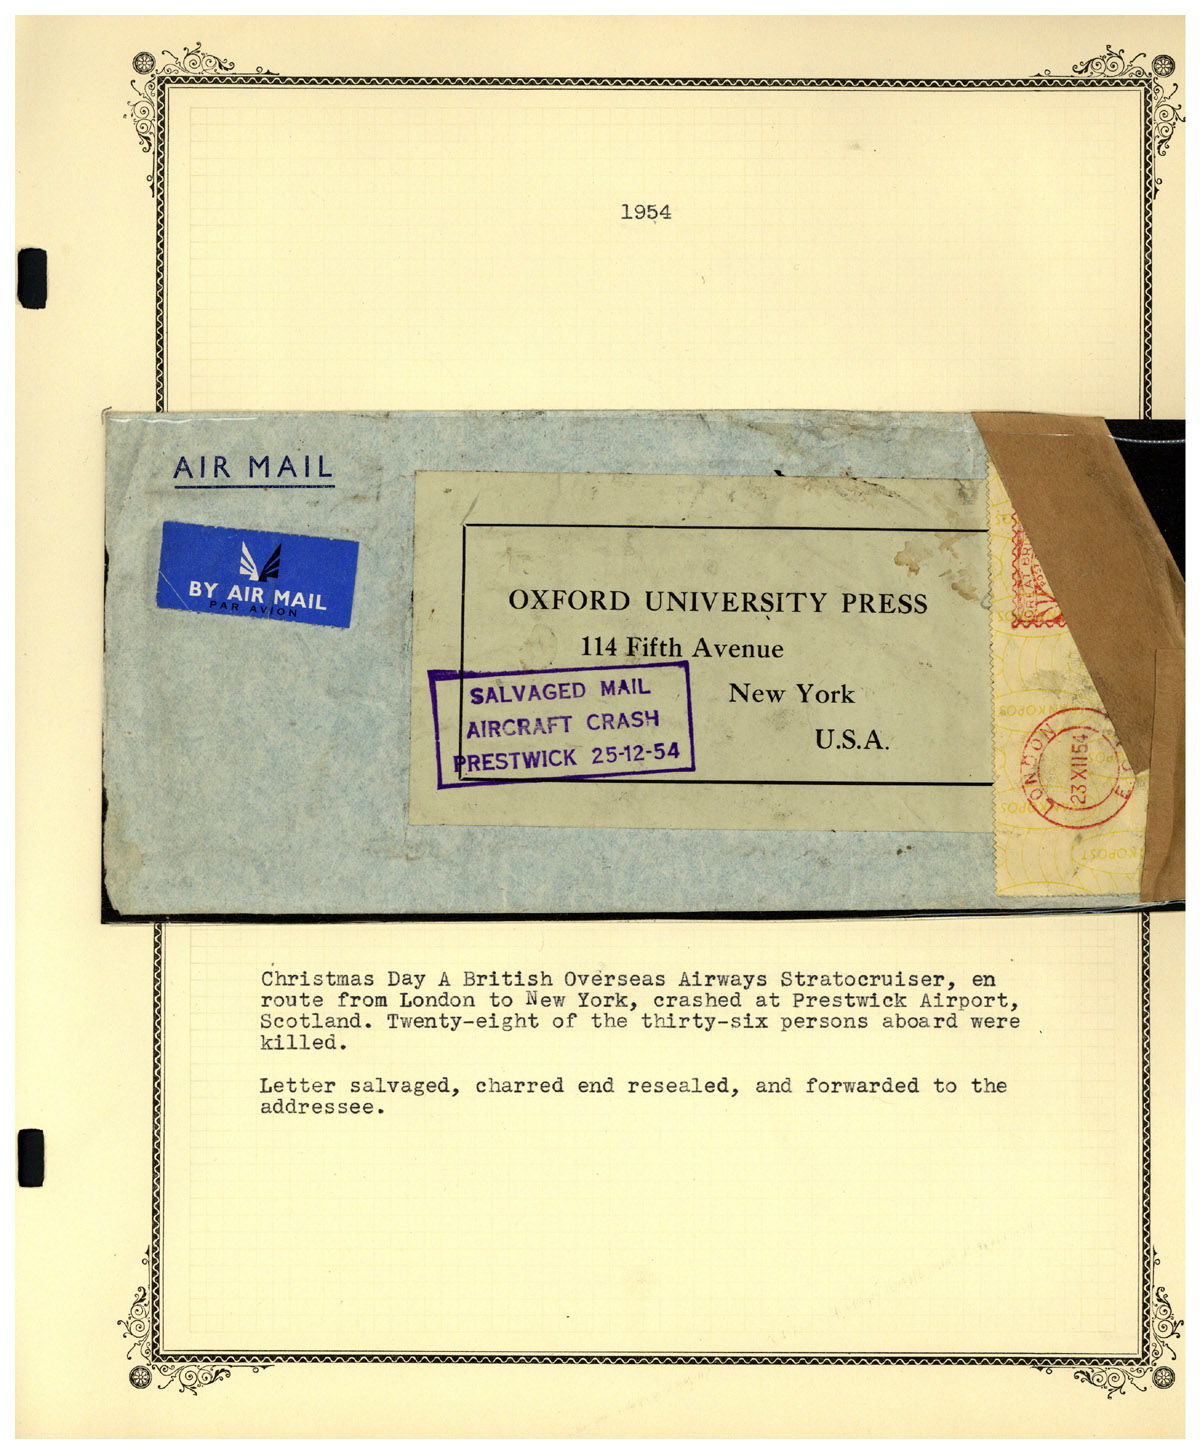 1954
AIR MAIL
BY AIR MAIL
PAR AVION
OXFORD UNIVERSITY PRESS
114 Fifth Avenue
New York
U.S.A.
SALVAGED MAIL
AIRCRAFT CRASH
PRESTWICK 25-12-54
LONDON
23 XII 54
E.C.
Christmas Day A British Overseas Airways Stratocruiser, en
route from London to New York, crashed at Prestwick Airport,
Scotland. Twenty-eight of the thirty-six persons aboard were
killed.
Letter salvaged, charred end resealed, and forwarded to the
addressee.